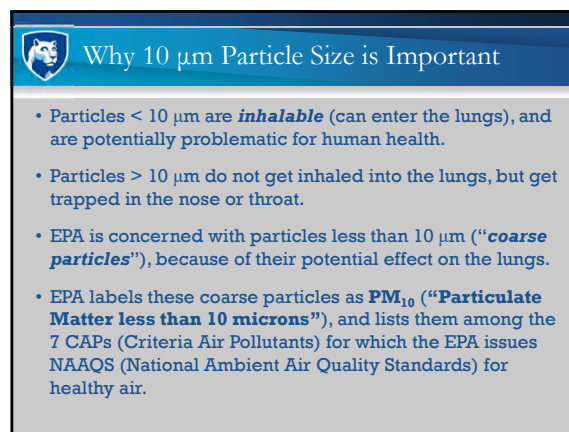 Why 10 μm Particle Size is Important
• Particles < 10 μm are inhalable (can enter the lungs), and
are potentially problematic for human health.
• Particles > 10 μm do not get inhaled into the lungs, but get
trapped in the nose or throat.
• EPA is concerned with particles less than 10 μm (“coarse
particles”), because of their potential effect on the lungs.
• EPA labels these coarse particles as PM₁₀ (“Particulate
Matter less than 10 microns”), and lists them among the
7 CAPs (Criteria Air Pollutants) for which the EPA issues
NAAQS (National Ambient Air Quality Standards) for
healthy air.